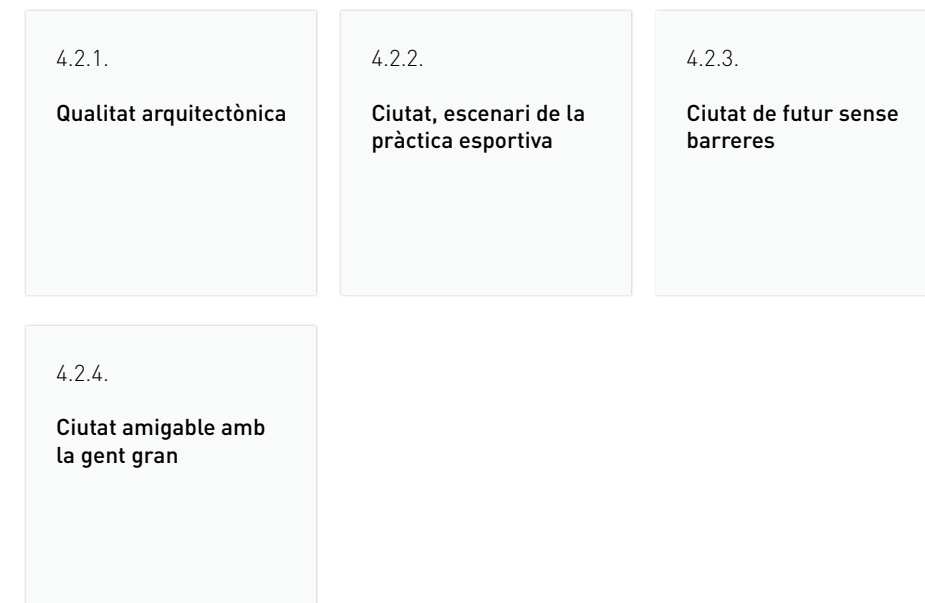 4.2.1.
Qualitat arquitectònica
4.2.2.
Ciutat, escenari de la
pràctica esportiva
4.2.3.
Ciutat de futur sense
barreres
4.2.4.
Ciutat amigable amb
la gent gran